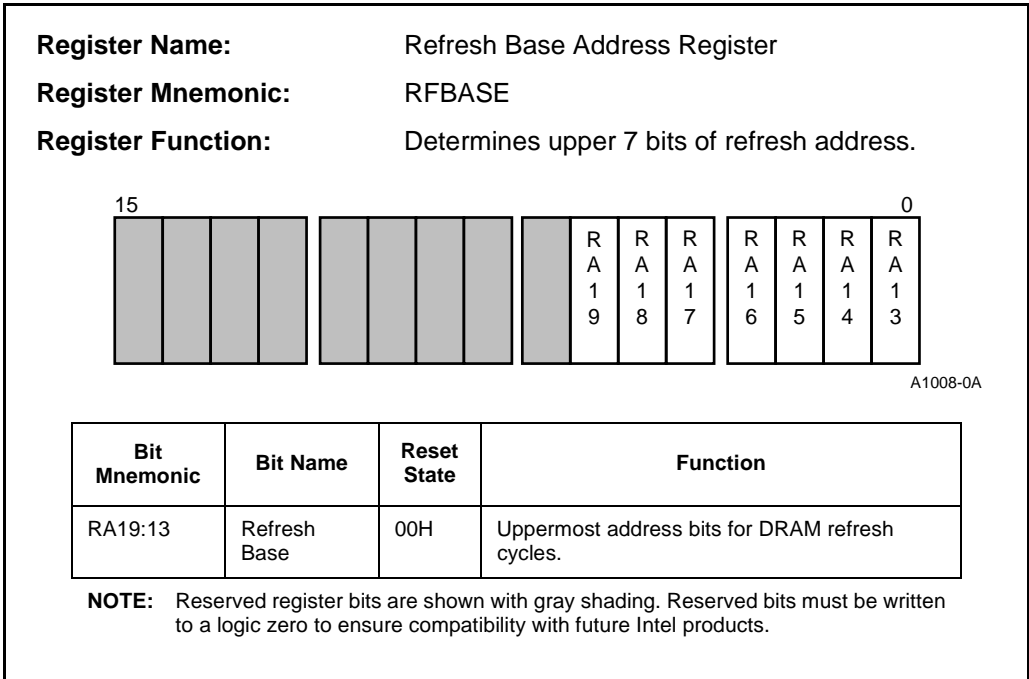 Register Name: Refresh Base Address Register
Register Mnemonic: RFBASE
Register Function: Determines upper 7 bits of refresh address.
15 0
R R R R R R R
A A A A A A A
1 1 1 1 1 1 1
9 8 7 6 5 4 3
A1008-0A
Bit Mnemonic Bit Name Reset State Function
RA19:13 Refresh Base 00H Uppermost address bits for DRAM refresh cycles.
NOTE: Reserved register bits are shown with gray shading. Reserved bits must be written
to a logic zero to ensure compatibility with future Intel products.